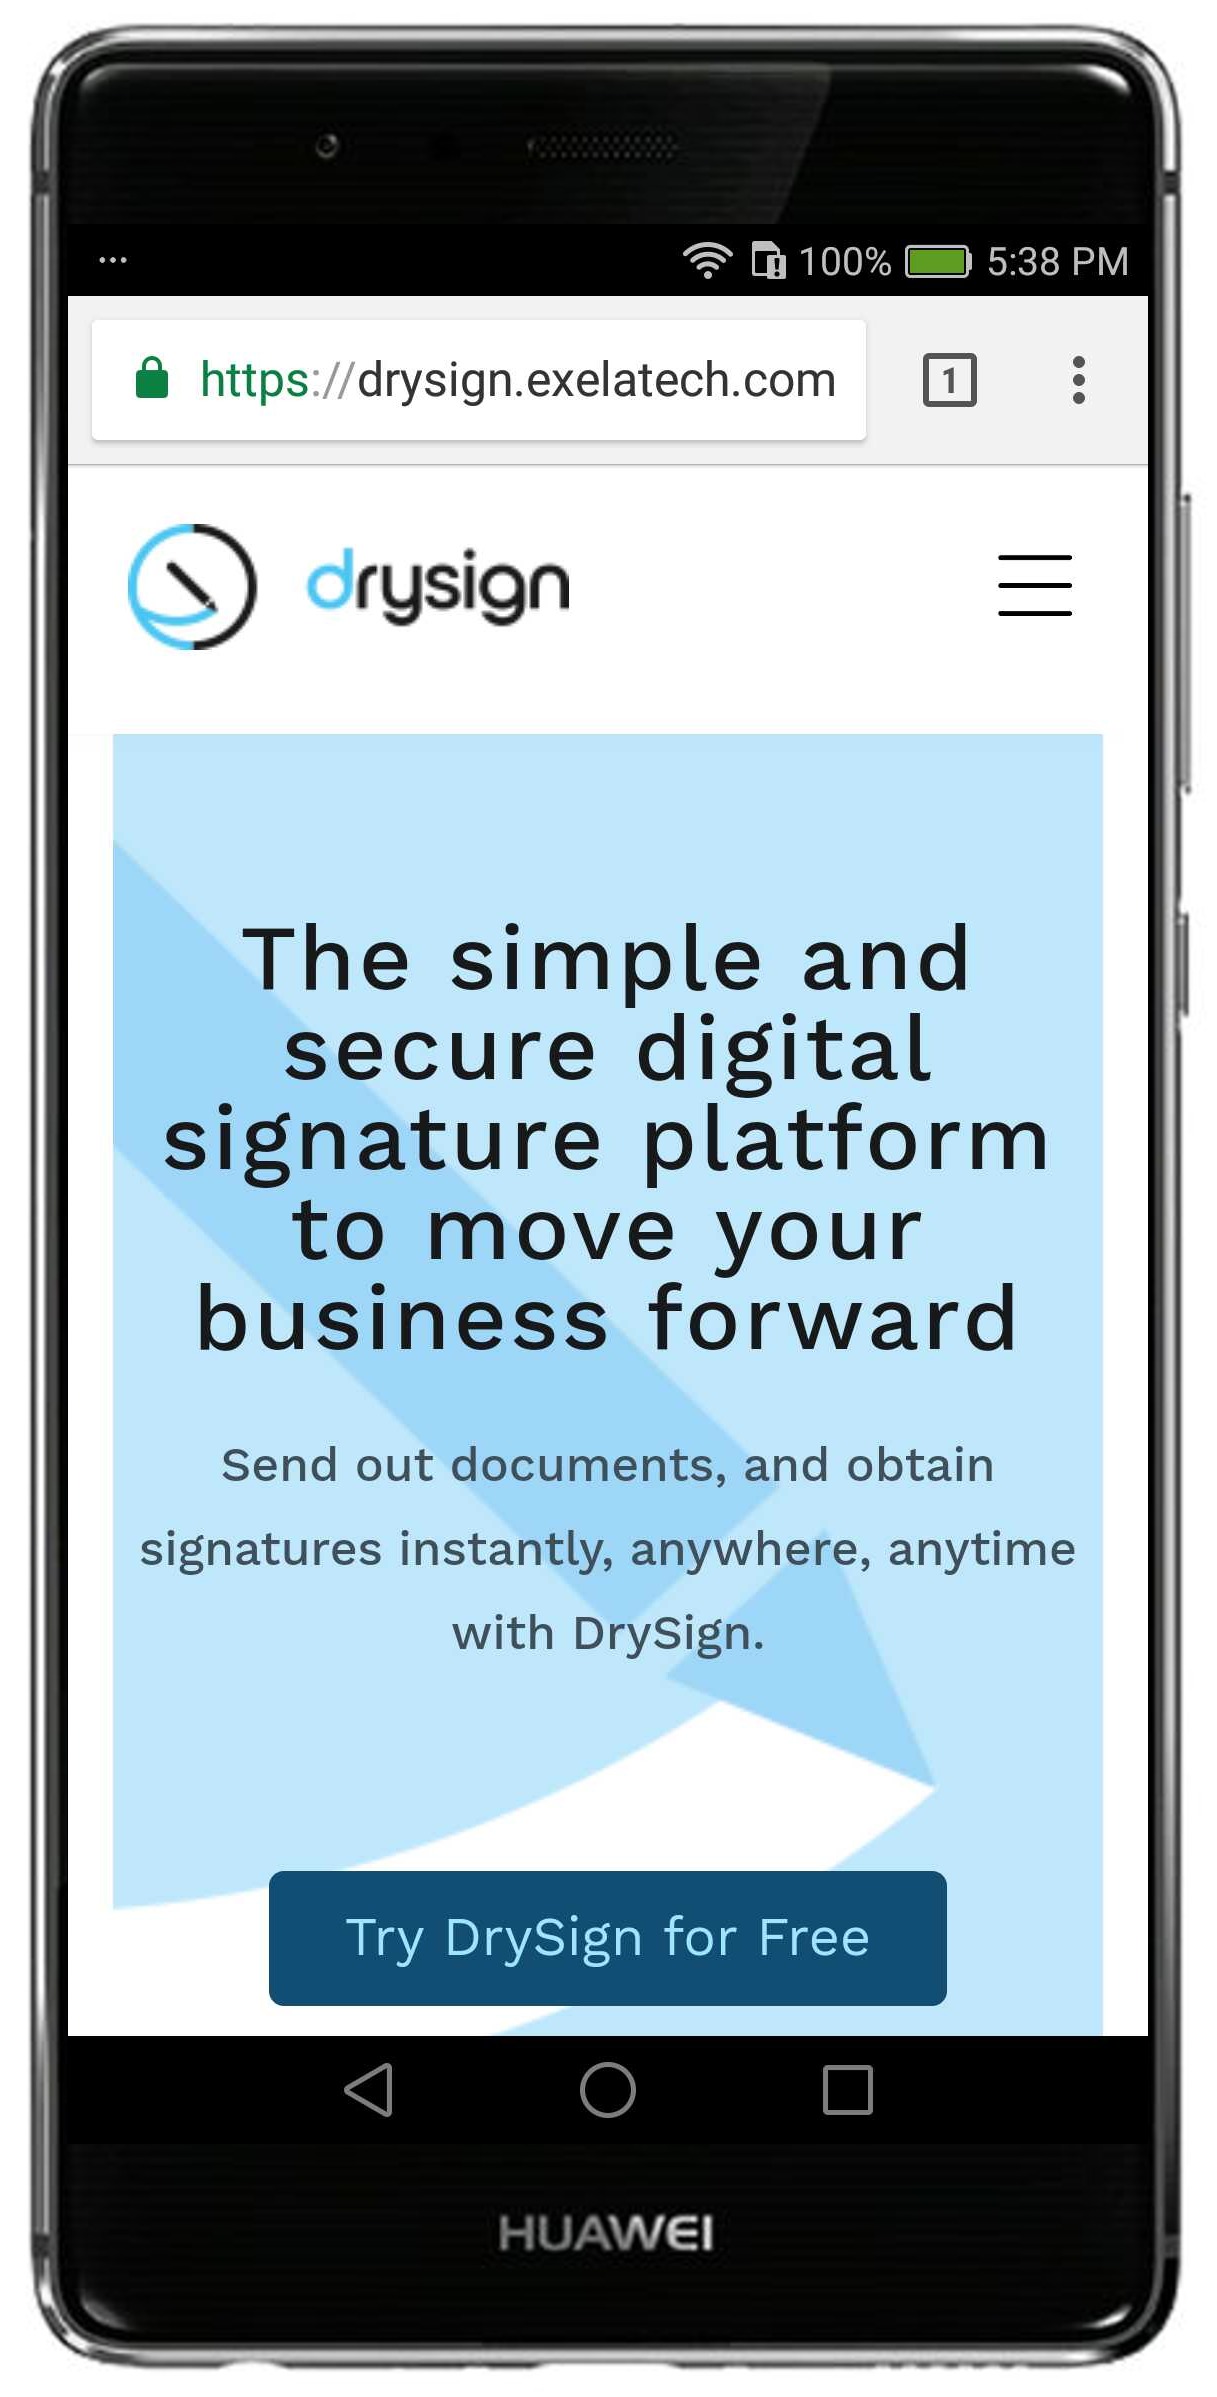 ... 100% 5:38 PM
https://drysign.exelatech.com 1
drysign
The simple and
secure digital
signature platform
to move your
business forward
Send out documents, and obtain
signatures instantly, anywhere, anytime
with DrySign.
Try DrySign for Free
HUAWEI